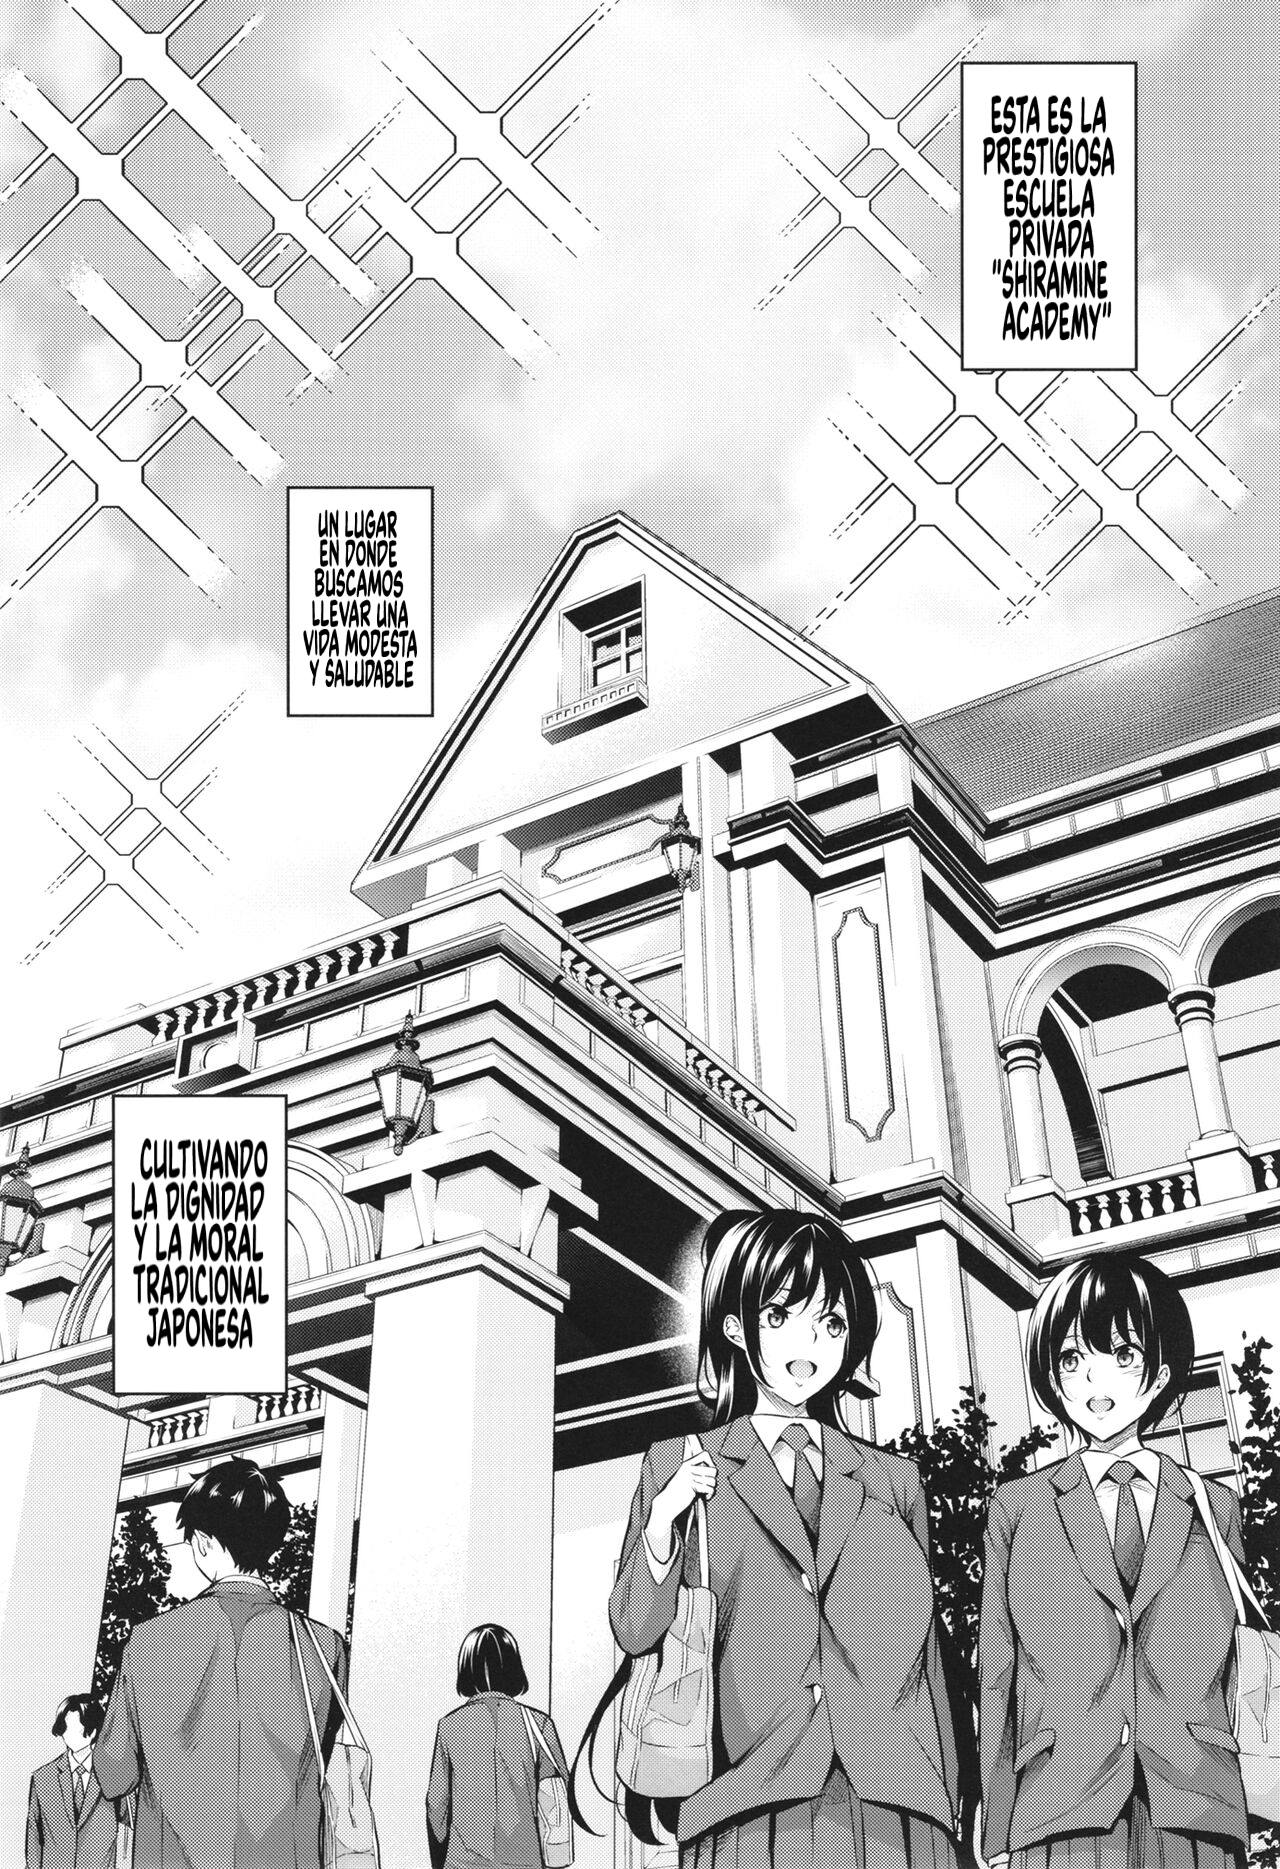 ESTA ES LA
PRESTIGIOSA
ESCUELA
PRIVADA
"SHIRAMINE
ACADEMY"
UN LUGAR
EN DONDE
BUSCAMOS
LLEVAR UNA
VIDA MODESTA
Y SALUDABLE
CULTIVANDO
LA DIGNIDAD
Y LA MORAL
TRADICIONAL
JAPONESA